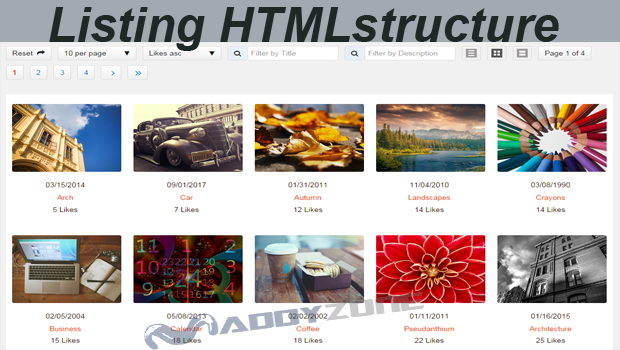 Listing HTMLstructure
Reset 10 per page Likes asc Filter by Title Filter by Description Page 1 of 4
1 2 3 4 › »
03/15/2014 09/01/2017 01/31/2011 11/04/2010 03/08/1990
Arch Car Autumn Landscapes Crayons
5 Likes 7 Likes 12 Likes 14 Likes 14 Likes
02/05/2004 05/08/2013 02/02/2002 01/11/2011 01/16/2015
Business Calendar Coffee Pseudanthium Architecture
15 Likes 18 Likes 18 Likes 22 Likes 25 Likes
ADDYZONE